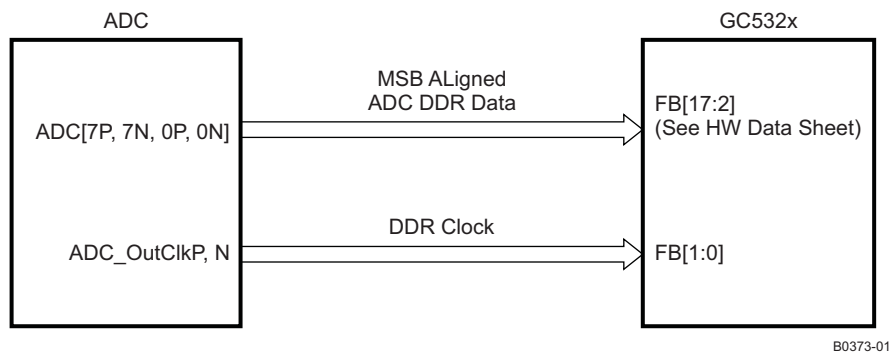 ADC
GC532x
MSB ALigned
ADC DDR Data
ADC[7P, 7N, 0P, 0N]
FB[17:2]
(See HW Data Sheet)
DDR Clock
ADC_OutClkP, N
FB[1:0]
B0373-01